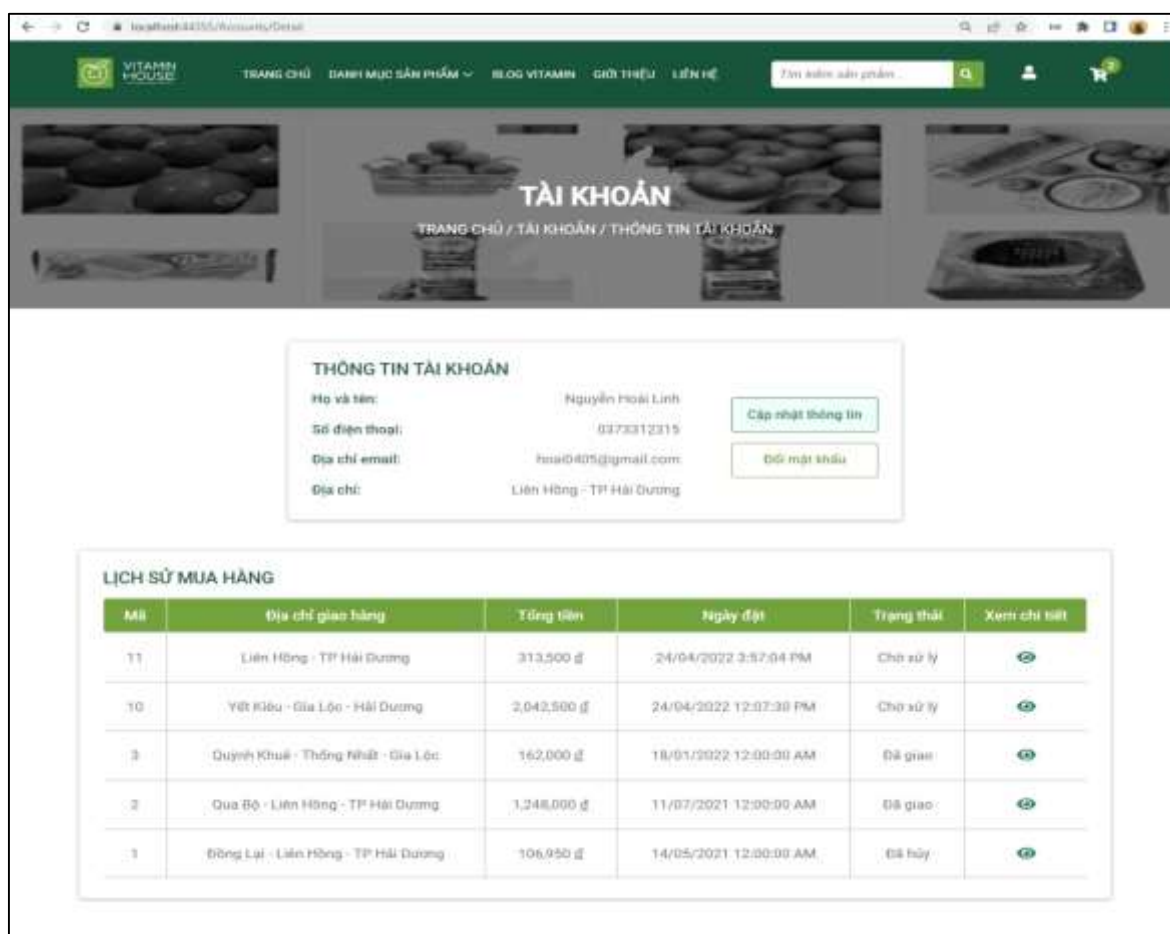 localhost:44355/Accounts/Detail
VITAMIN
HOUSE
TRANG CHỦ DANH MỤC SẢN PHẨM BLOG VITAMIN GIỚI THIỆU LIÊN HỆ Tìm kiếm sản phẩm... 2
TÀI KHOẢN
TRANG CHỦ / TÀI KHOẢN / THÔNG TIN TÀI KHOẢN
THÔNG TIN TÀI KHOẢN
Họ và tên: Nguyễn Hoài Linh
Cập nhật thông tin
Số điện thoại: 0373312315
Địa chỉ email: hoai0405@gmail.com
Đổi mật khẩu
Địa chỉ: Liên Hồng - TP Hải Dương
LỊCH SỬ MUA HÀNG
Mã Địa chỉ giao hàng Tổng tiền Ngày đặt Trạng thái Xem chi tiết
11 Liên Hồng - TP Hải Dương 313,500 ₫ 24/04/2022 3:57:04 PM Chờ xử lý
10 Yết Kiêu - Gia Lộc - Hải Dương 2,042,500 ₫ 24/04/2022 12:07:30 PM Chờ xử lý
3 Quỳnh Khuê - Thống Nhất - Gia Lộc 162,000 ₫ 18/01/2022 12:00:00 AM Đã giao
2 Qua Bộ - Liên Hồng - TP Hải Dương 1,248,000 ₫ 11/07/2021 12:00:00 AM Đã giao
1 Đồng Lại - Liên Hồng - TP Hải Dương 106,950 ₫ 14/05/2021 12:00:00 AM Đã hủy